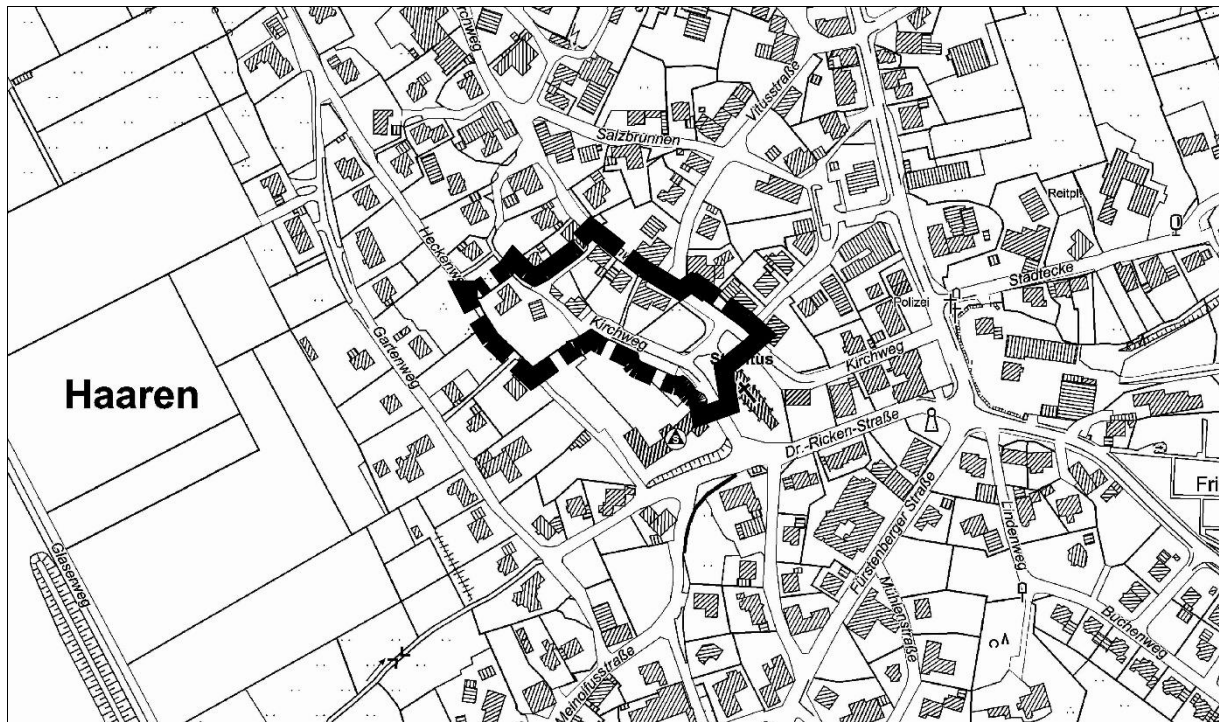 Kirchweg
Vitusstraße
Salzbrunnen
Reitpl.
Heckenweg
Stadtecke
Polizei
Kirchweg
Gartenweg
Kirchweg
Haaren
Dr.-Ricken-Straße
Fri
Fürstenberger Straße
Lindenweg
Glaserweg
Mühlenstraße
Buchenweg
Meinolfusstraße